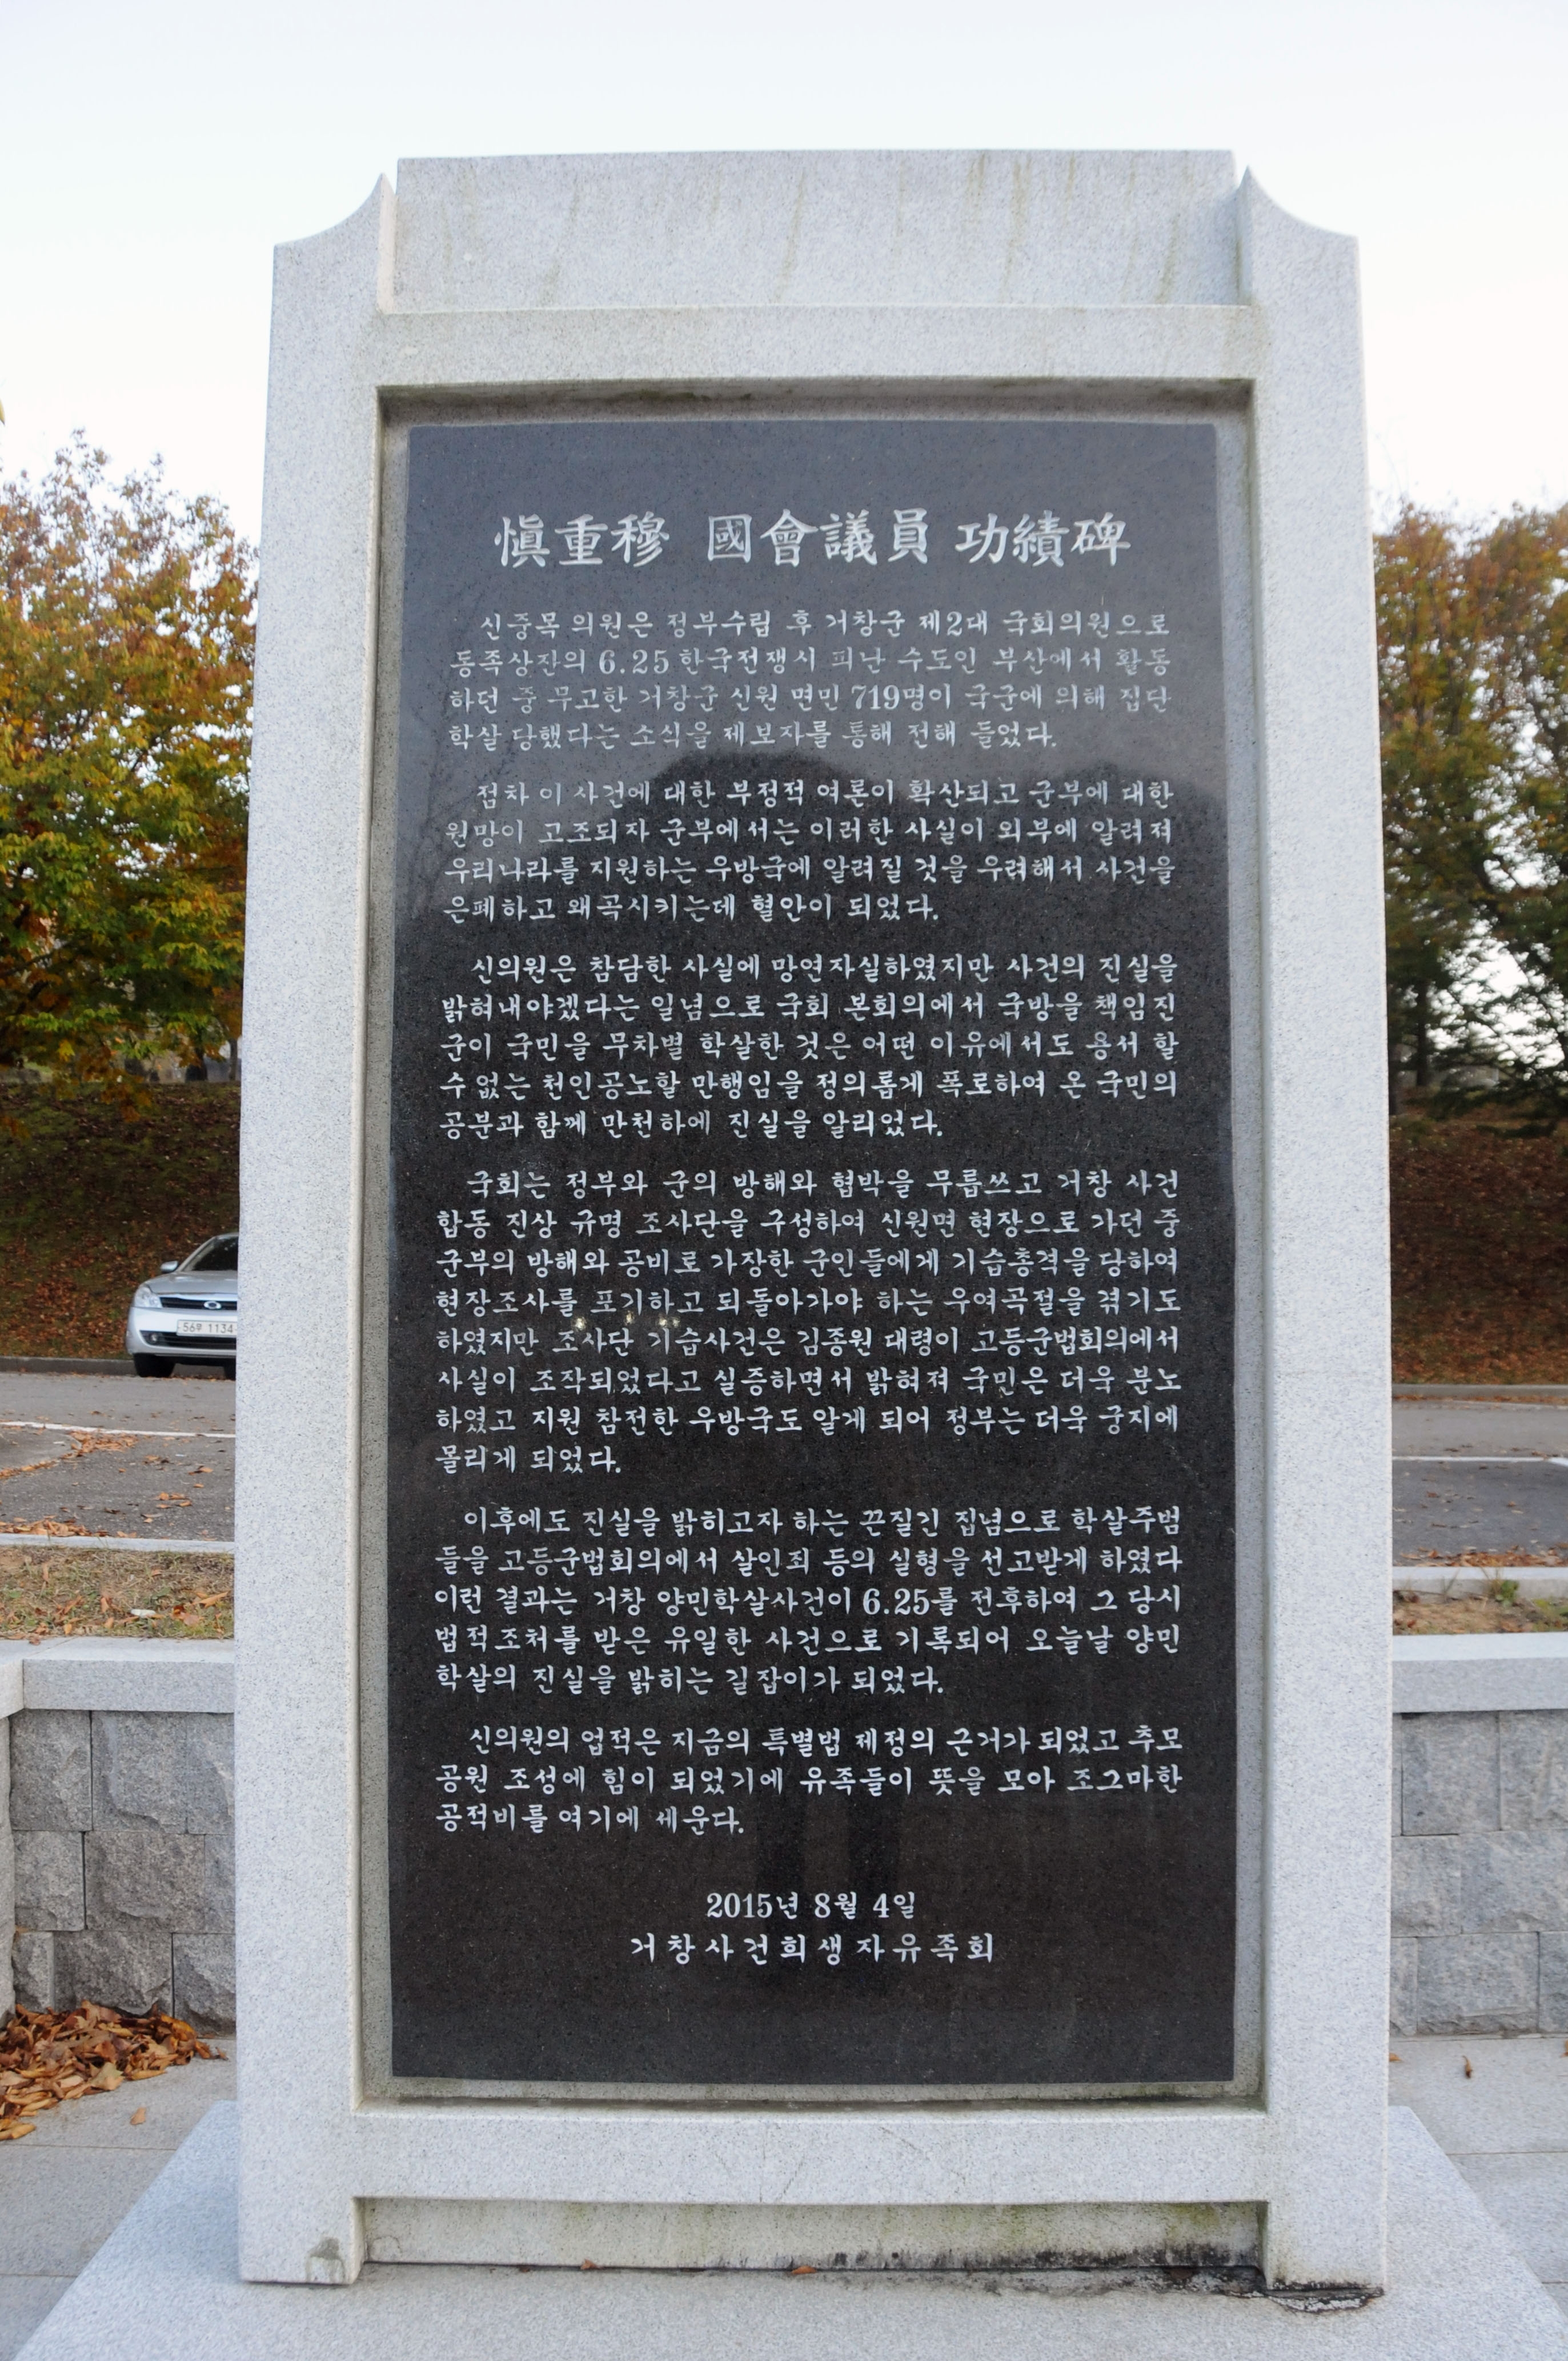 愼重穆 國會議員 功績碑
신중목 의원은 정부수립 후 거창군 제2대 국회의원으로
동족상잔의 6.25 한국전쟁시 피난 수도인 부산에서 활동
하던 중 무고한 거창군 신원 면민 719명이 국군에 의해 집단
학살 당했다는 소식을 제보자를 통해 전해 들었다.
점차 이 사건에 대한 부정적 여론이 확산되고 군부에 대한
원망이 고조되자 군부에서는 이러한 사실이 외부에 알려져
우리나라를 지원하는 우방국에 알려질 것을 우려해서 사건을
은폐하고 왜곡시키는데 혈안이 되었다.
신의원은 참담한 사실에 망연자실하였지만 사건의 진실을
밝혀내야겠다는 일념으로 국회 본회의에서 국방을 책임진
군이 국민을 무차별 학살한 것은 어떤 이유에서도 용서 할
수 없는 천인공노할 만행임을 정의롭게 폭로하여 온 국민의
공분과 함께 만천하에 진실을 알리었다.
국회는 정부와 군의 방해와 협박을 무릅쓰고 거창 사건
합동 진상 규명 조사단을 구성하여 신원면 현장으로 가던 중
군부의 방해와 공비로 가장한 군인들에게 기습총격을 당하여
현장조사를 포기하고 되돌아가야 하는 우여곡절을 겪기도
하였지만 조사단 기습사건은 김종원 대령이 고등군법회의에서
사실이 조작되었다고 실증하면서 밝혀져 국민은 더욱 분노
하였고 지원 참전한 우방국도 알게 되어 정부는 더욱 궁지에
몰리게 되었다.
이후에도 진실을 밝히고자 하는 끈질긴 집념으로 학살주범
들을 고등군법회의에서 살인죄 등의 실형을 선고받게 하였다
이런 결과는 거창 양민학살사건이 6.25를 전후하여 그 당시
법적조처를 받은 유일한 사건으로 기록되어 오늘날 양민
학살의 진실을 밝히는 길잡이가 되었다.
신의원의 업적은 지금의 특별법 제정의 근거가 되었고 추모
공원 조성에 힘이 되었기에 유족들이 뜻을 모아 조그마한
공적비를 여기에 세운다.
2015년 8월 4일
거창사건희생자유족회
56무 1134